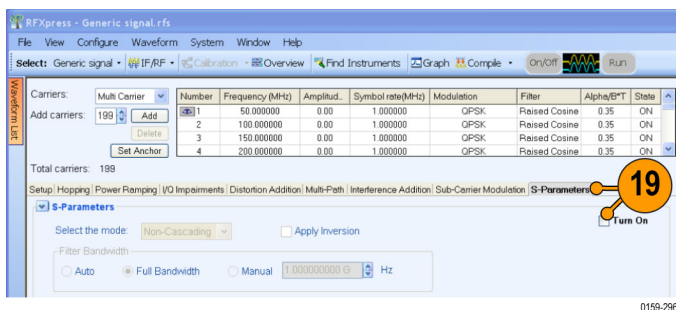 RFXpress - Generic signal.rfs
File View Configure Waveform System Window Help
Select: Generic signal IF/RF Calibration Overview Find Instruments Graph Compile On/Off Run
Waveform List
Carriers: Multi Carrier
Add carriers: 199 Add
Delete
Set Anchor
Total carriers: 199
Number Frequency (MHz) Amplitud.. Symbol rate(MHz) Modulation Filter Alpha/B*T State
1 50.000000 0.00 1.000000 QPSK Raised Cosine 0.35 ON
2 100.000000 0.00 1.000000 QPSK Raised Cosine 0.35 ON
3 150.000000 0.00 1.000000 QPSK Raised Cosine 0.35 ON
4 200.000000 0.00 1.000000 QPSK Raised Cosine 0.35 ON
Setup Hopping Power Ramping I/Q Impairments Distortion Addition Multi-Path Interference Addition Sub-Carrier Modulation S-Parameters
19
S-Parameters
Turn On
Select the mode: Non-Cascading Apply Inversion
Filter Bandwidth
Auto Full Bandwidth Manual 1.000000000 G Hz
0159-296